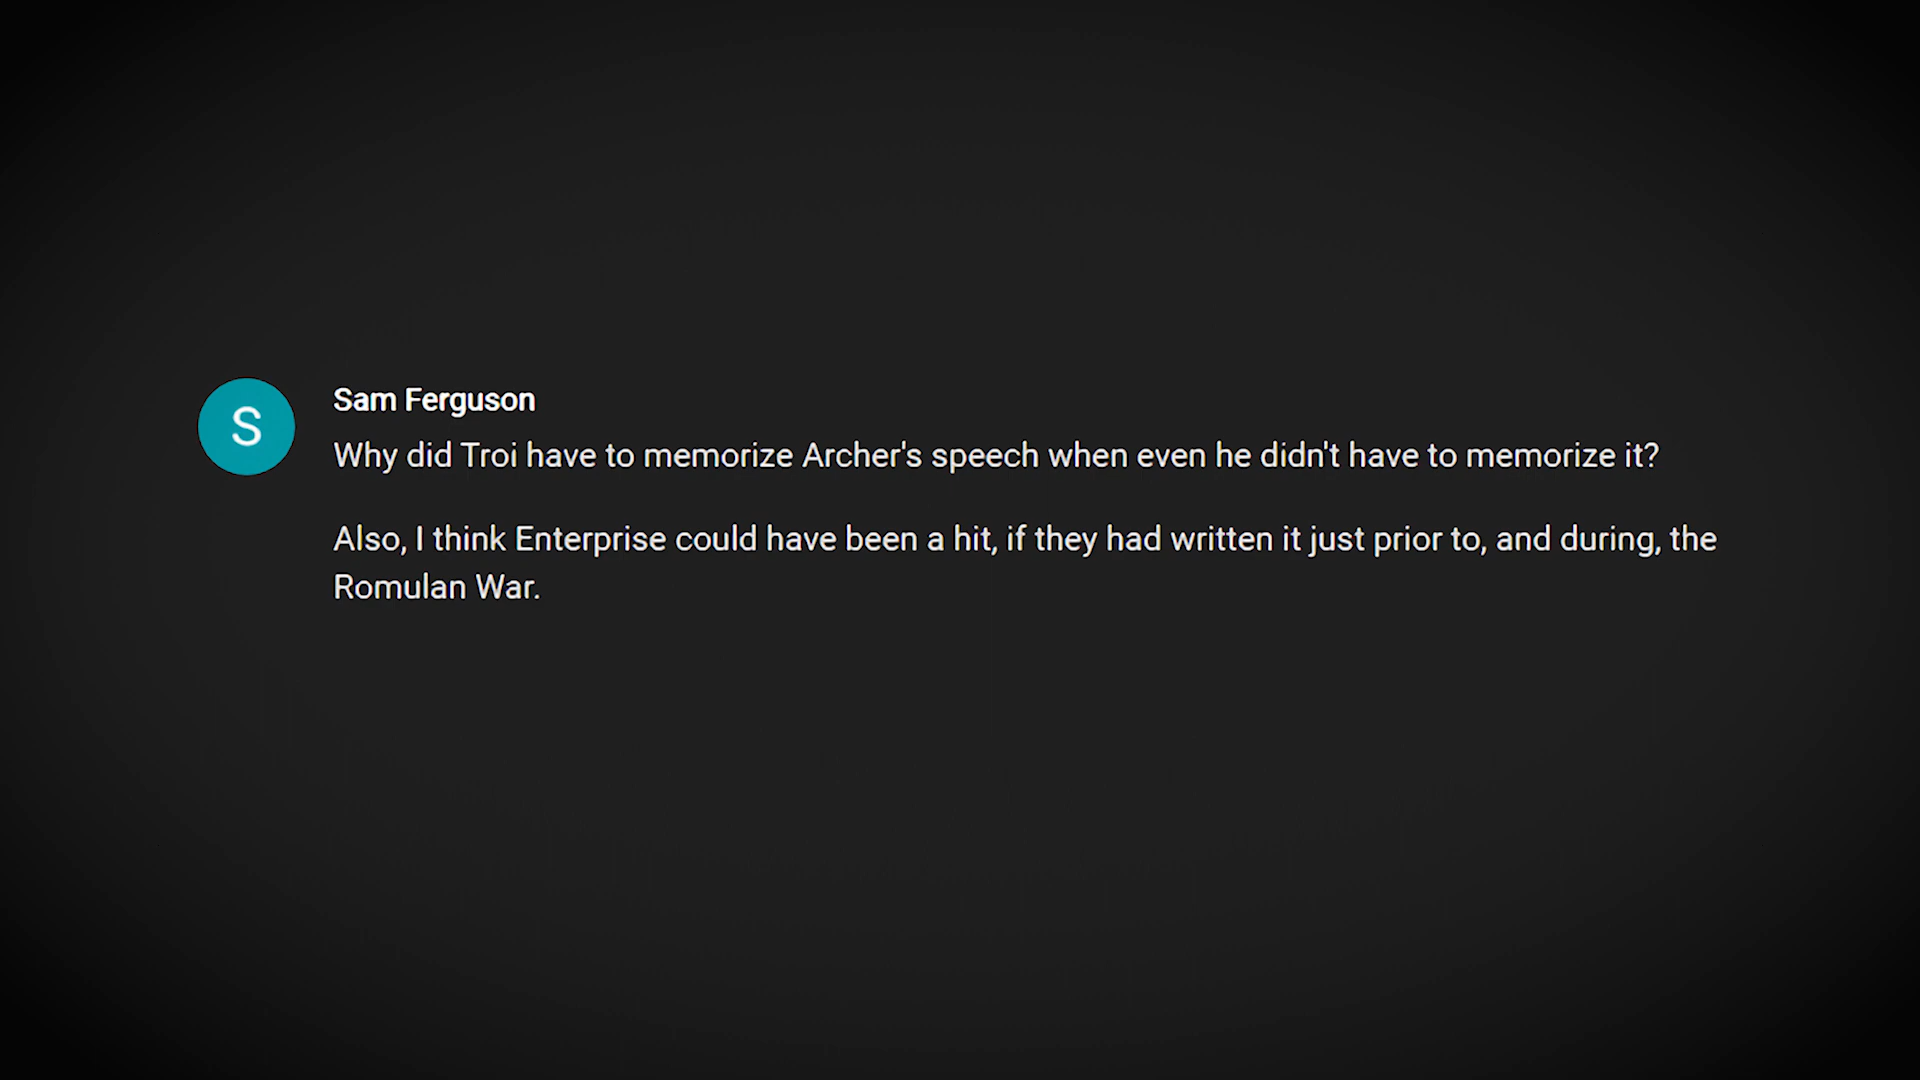 S
Sam Ferguson
Why did Troi have to memorize Archer's speech when even he didn't have to memorize it?
Also, I think Enterprise could have been a hit, if they had written it just prior to, and during, the
Romulan War.